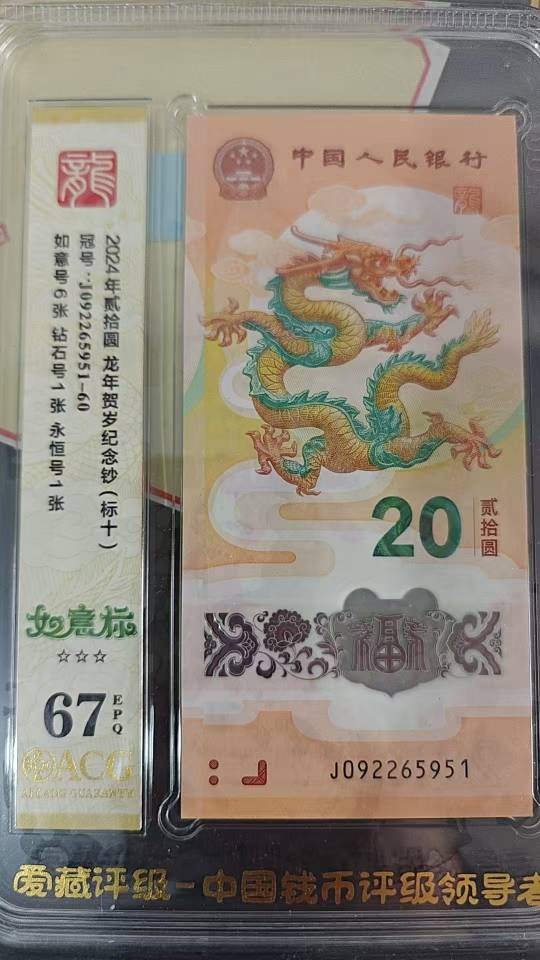 龍
2024年贰拾圆 龙年贺岁纪念钞(标十)
冠号:J092265951-60
如意号6张 钻石号1张 永恒号1张
如意标
☆☆☆
67 EPQ
ACG
中国人民银行
20 贰拾圆
福
J092265951
爱藏评级-中国钱币评级领导者